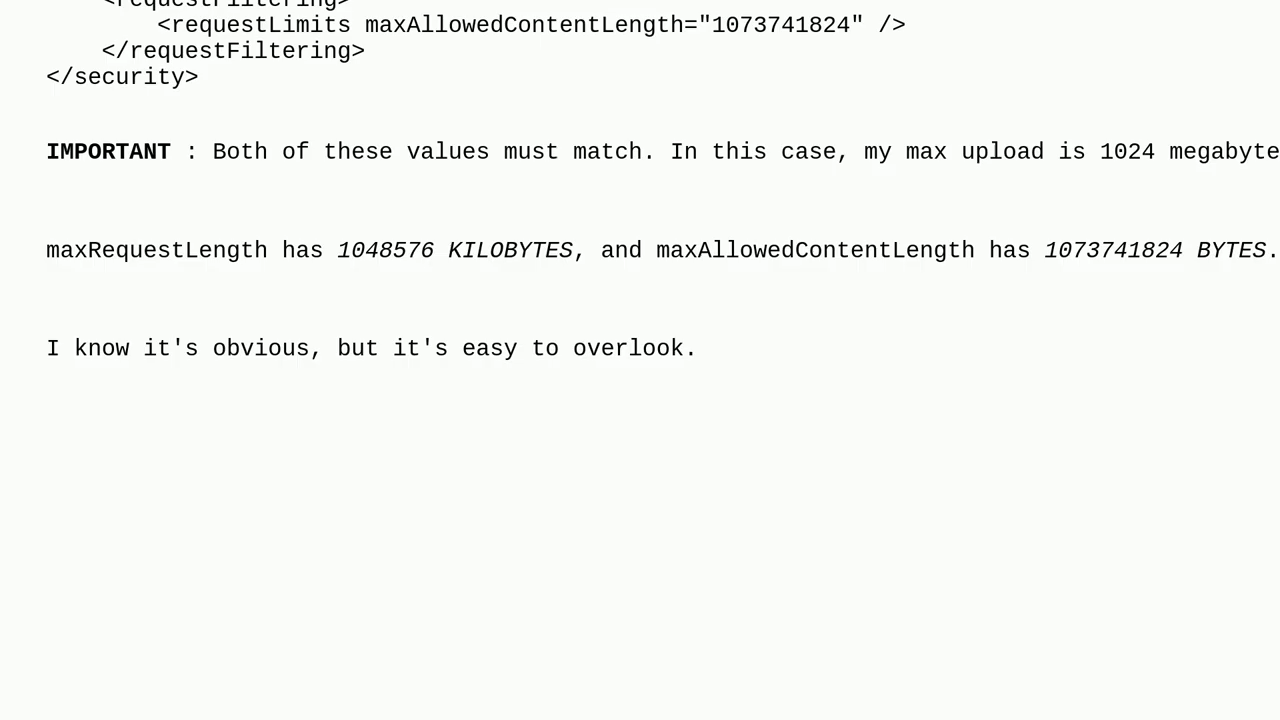 <requestFiltering>
<requestLimits maxAllowedContentLength="1073741824" />
</requestFiltering>
</security>
IMPORTANT : Both of these values must match. In this case, my max upload is 1024 megabyte
maxRequestLength has 1048576 KILOBYTES, and maxAllowedContentLength has 1073741824 BYTES.
I know it's obvious, but it's easy to overlook.